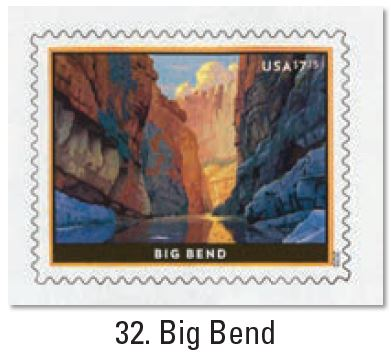 USA 17.75
BIG BEND
32. Big Bend